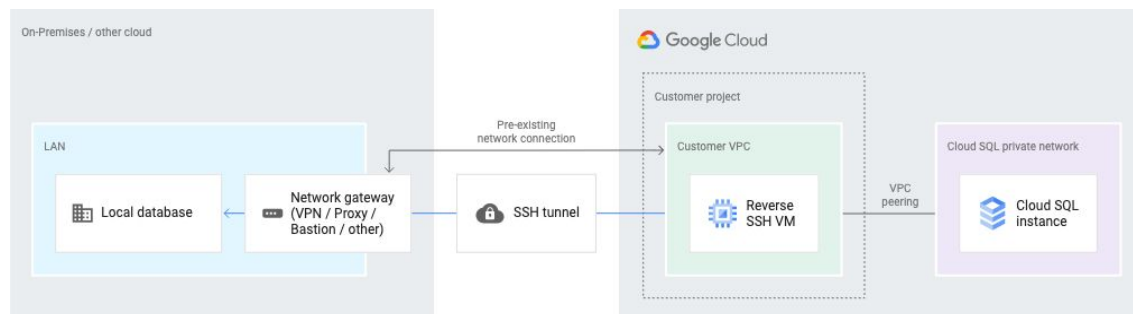 On-Premises / other cloud
Google Cloud
Customer project
Pre-existing
network connection
LAN
Customer VPC
Cloud SQL private network
Local database
Network gateway
(VPN / Proxy /
Bastion / other)
SSH tunnel
Reverse
SSH VM
VPC
peering
Cloud SQL
instance